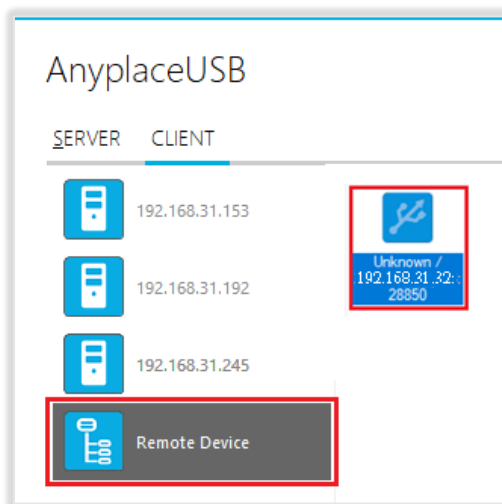 AnyplaceUSB
SERVER CLIENT
192.168.31.153
192.168.31.192
192.168.31.245
Remote Device
Unknown /
192.168.31.32:
28850